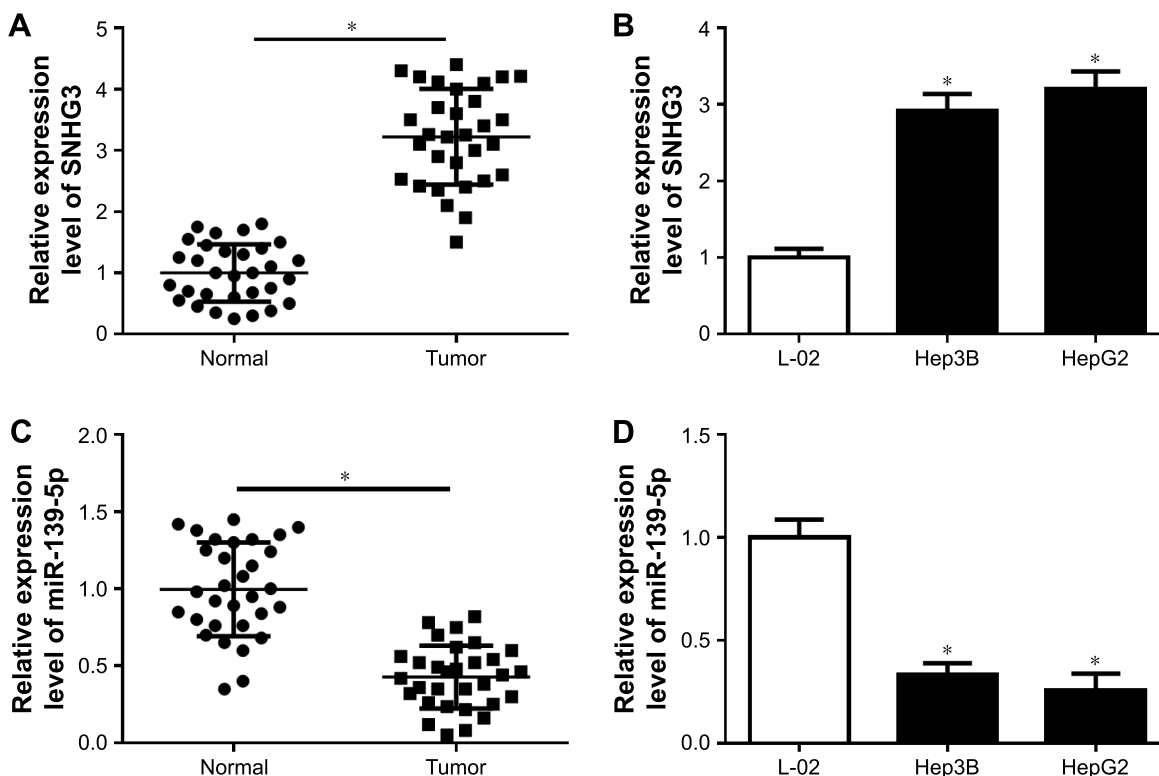 A
Relative expression
level of SNHG3
5
4
3
2
1
0
*
Normal
Tumor
B
Relative expression
level of SNHG3
4
3
2
1
0
*
*
L-02
Hep3B
HepG2
C
Relative expression
level of miR-139-5p
2.0
1.5
1.0
0.5
0.0
*
Normal
Tumor
D
Relative expression
level of miR-139-5p
1.5
1.0
0.5
0.0
*
*
L-02
Hep3B
HepG2